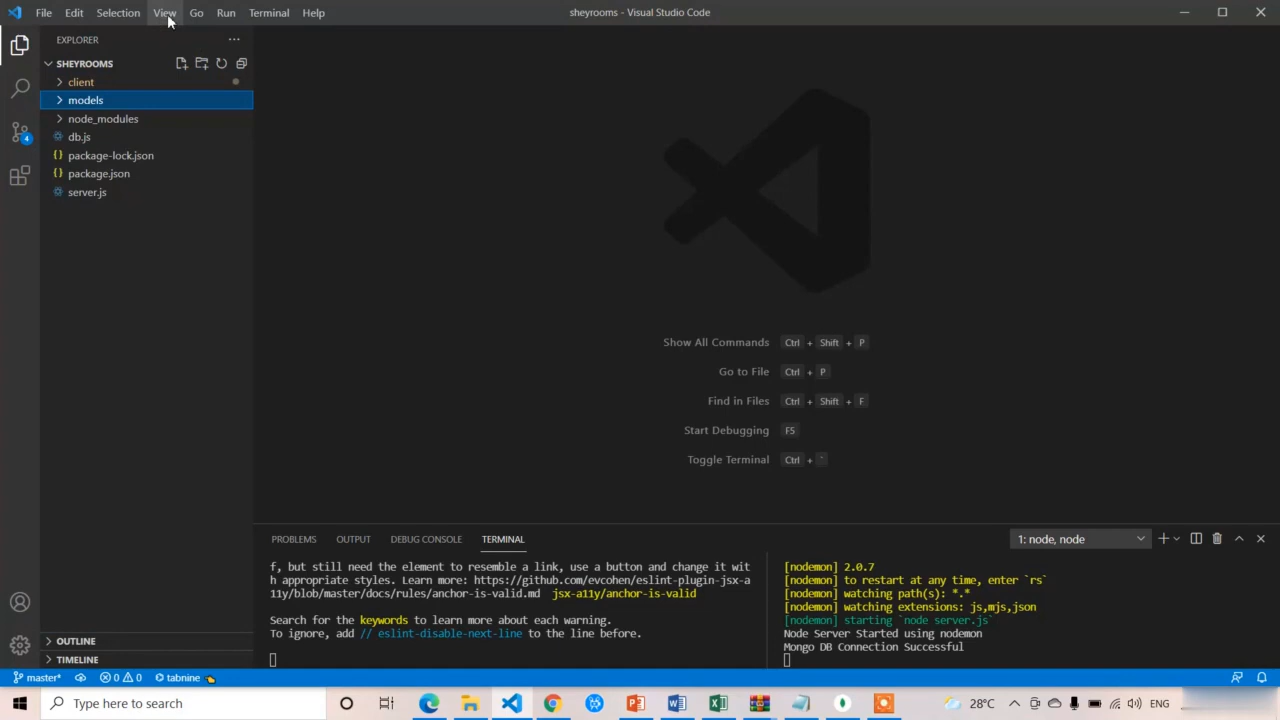 File Edit Selection View Go Run Terminal Help
sheyrooms - Visual Studio Code
EXPLORER
SHEYROOMS
client
models
node_modules
db.js
package-lock.json
package.json
server.js
OUTLINE
TIMELINE
4
Show All Commands Ctrl + Shift + P
Go to File Ctrl + P
Find in Files Ctrl + Shift + F
Start Debugging F5
Toggle Terminal Ctrl + `
PROBLEMS OUTPUT DEBUG CONSOLE TERMINAL
1: node, node
f, but still need the element to resemble a link, use a button and change it wit
h appropriate styles. Learn more: https://github.com/evcohen/eslint-plugin-jsx-a
11y/blob/master/docs/rules/anchor-is-valid.md jsx-a11y/anchor-is-valid
Search for the keywords to learn more about each warning.
To ignore, add // eslint-disable-next-line to the line before.
[nodemon] 2.0.7
[nodemon] to restart at any time, enter `rs`
[nodemon] watching path(s): *.*
[nodemon] watching extensions: js,mjs,json
[nodemon] starting `node server.js`
Node Server Started using nodemon
Mongo DB Connection Successful
master* 0 0 tabnine
Type here to search
28°C
ENG